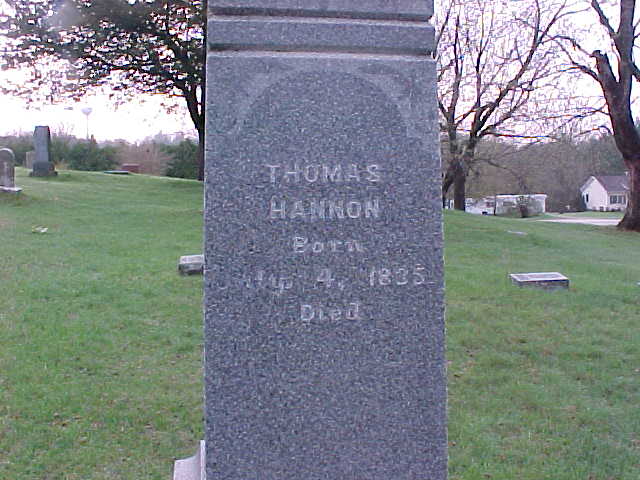 THOMAS
HANNON
Born
4, 1835
Died